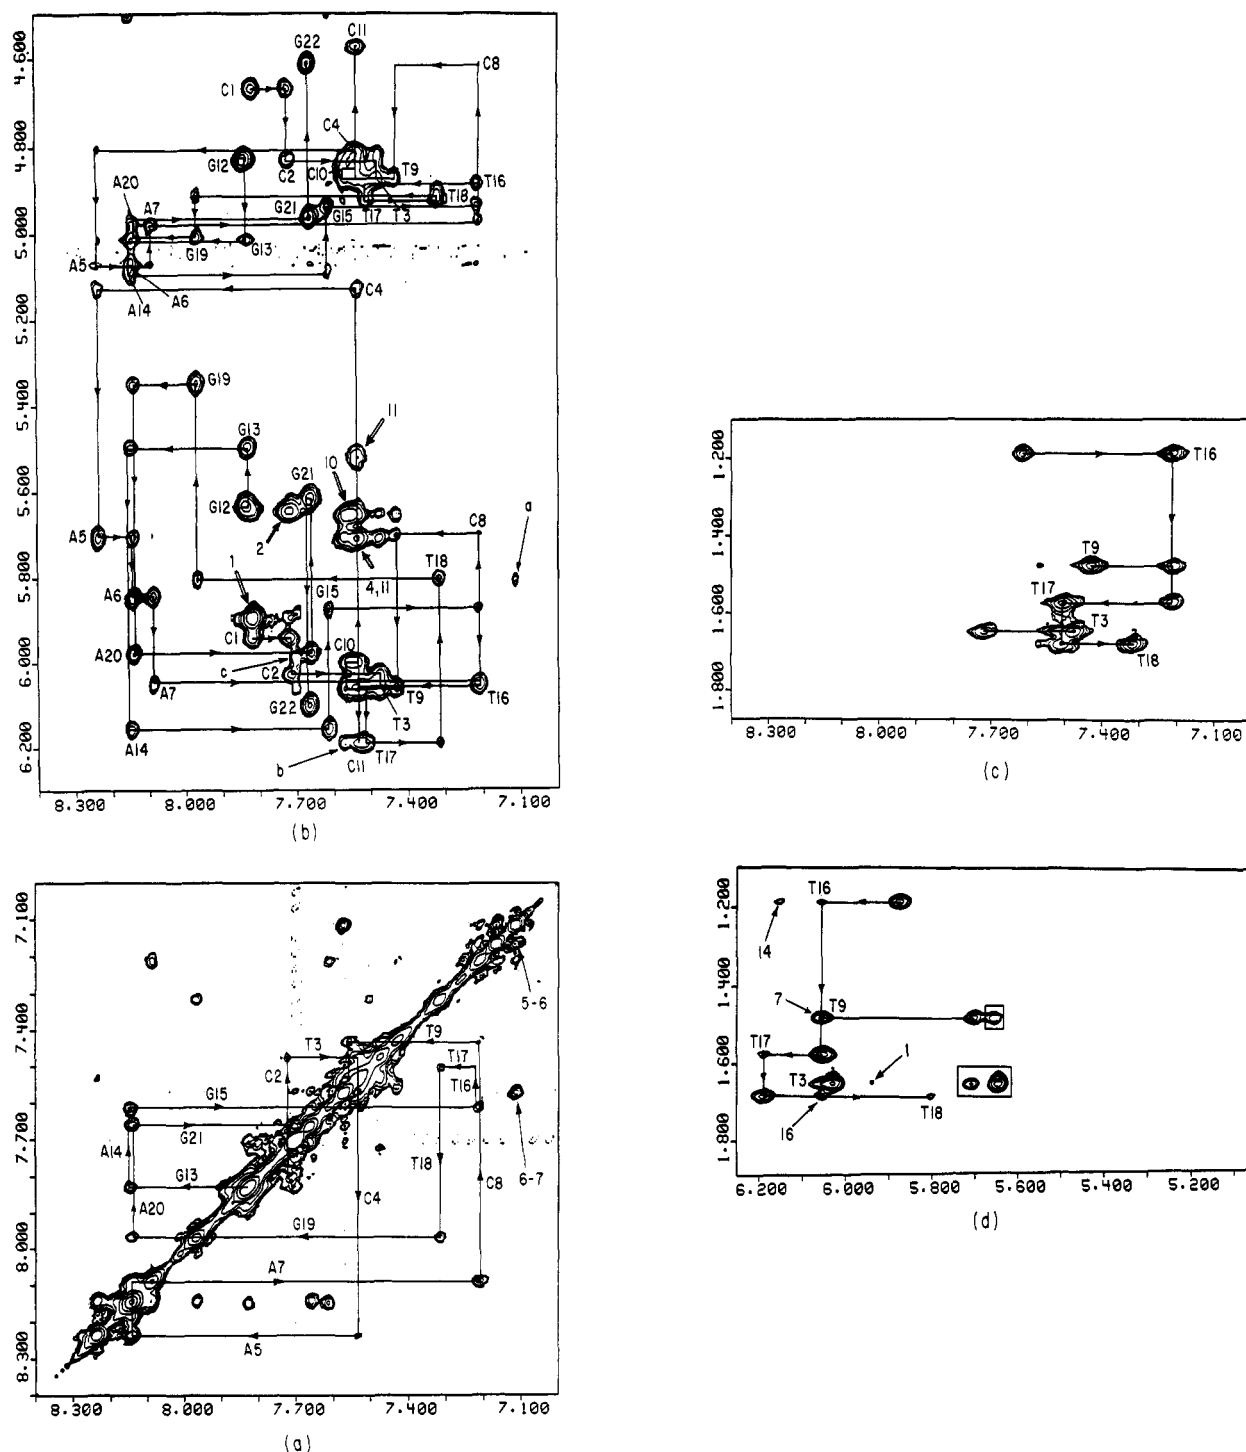 4.600
4.800
5.000
5.200
5.400
5.600
5.800
6.000
6.200
G22
C11
C1
C8
C4
G12
C2
C10
T9
A20
A7
T16
T18
G21
G15
T17
T3
G19
G13
A5
A14
A6
C4
G19
11
G13
10
G21
a
G12
C8
A5
2
1
4,11
T18
A6
G15
C1
A20
c
C2
C10
A7
T9
T16
G22
T3
A14
b
C11
T17
8.300 8.000 7.700 7.400 7.100
(b)
1.200
1.400
1.600
1.800
T16
T9
T17
T3
T18
8.300 8.000 7.700 7.400 7.100
(c)
7.100
7.400
7.700
8.000
8.300
5-6
T9
T3
T17
C2
T16
G15
G21
6-7
A14
T18
G13
C4
C8
A20
G19
A7
A5
8.300 8.000 7.700 7.400 7.100
(a)
1.200
1.400
1.600
1.800
T16
14
7
T9
T17
1
T3
16
T18
6.200 6.000 5.800 5.600 5.400 5.200
(d)